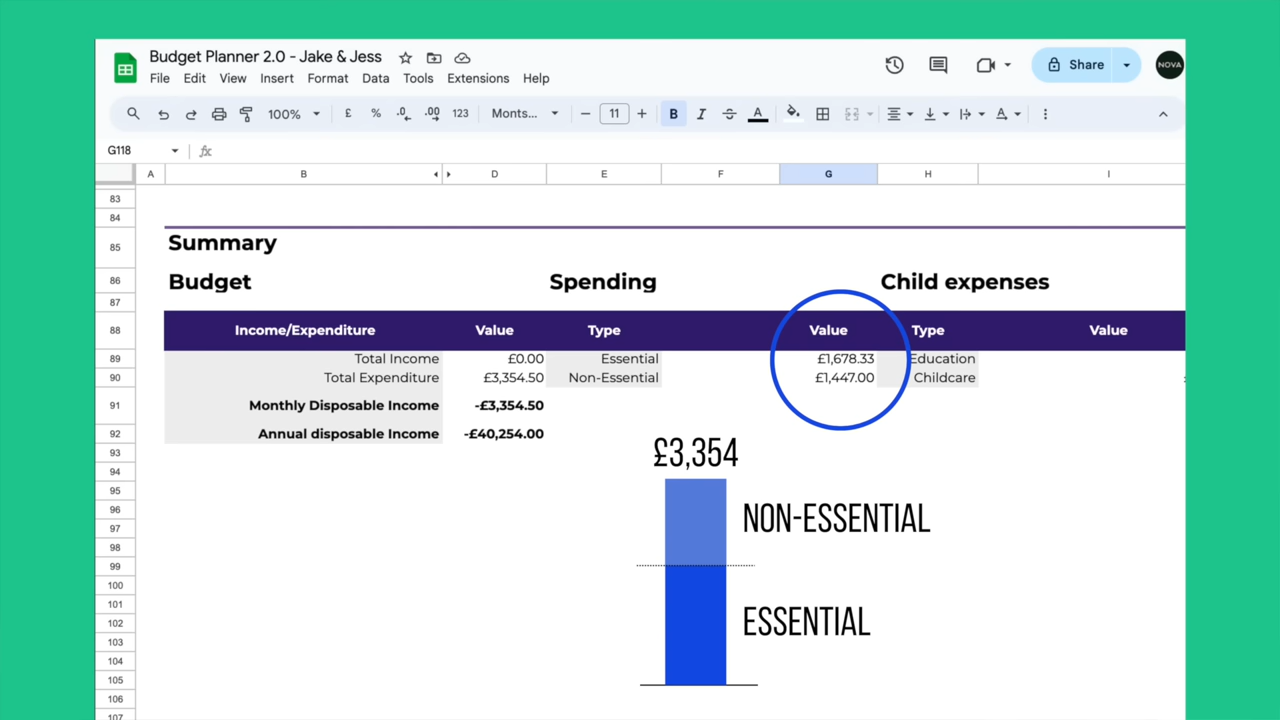 Budget Planner 2.0 - Jake & Jess
File Edit View Insert Format Data Tools Extensions Help
Share
NOVA
100% £ % .0 .00 123 Monts... 11 B I A
G118 fx
A B D E F G H I
83
84
85 Summary
86 Budget Spending Child expenses
87
88 Income/Expenditure Value Type Value Type Value
89 Total Income £0.00 Essential £1,678.33 Education
90 Total Expenditure £3,354.50 Non-Essential £1,447.00 Childcare
91 Monthly Disposable Income -£3,354.50
92 Annual disposable Income -£40,254.00
93
£3,354
94
95
96
NON-ESSENTIAL
97
98
99
100
101
102
ESSENTIAL
103
104
105
106
107